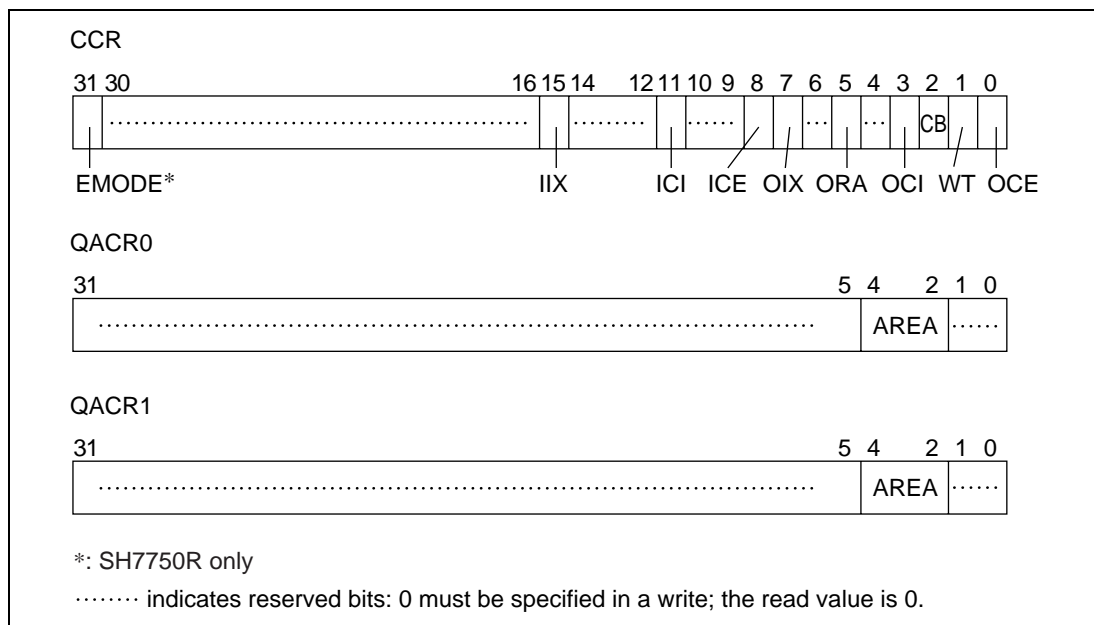 CCR
31 30 16 15 14 12 11 10 9 8 7 6 5 4 3 2 1 0
CB
EMODE* IIX ICI ICE OIX ORA OCI WT OCE
QACR0
31 5 4 2 1 0
AREA
QACR1
31 5 4 2 1 0
AREA
*: SH7750R only
········ indicates reserved bits: 0 must be specified in a write; the read value is 0.